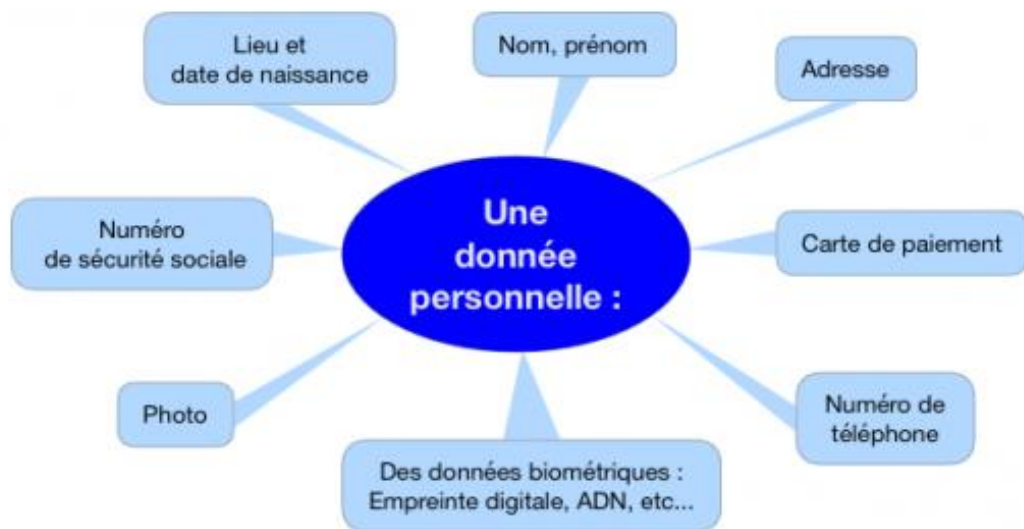 Lieu et
date de naissance
Nom, prénom
Adresse
Numéro
de sécurité sociale
Une
donnée
personnelle :
Carte de paiement
Photo
Des données biométriques :
Empreinte digitale, ADN, etc...
Numéro de
téléphone